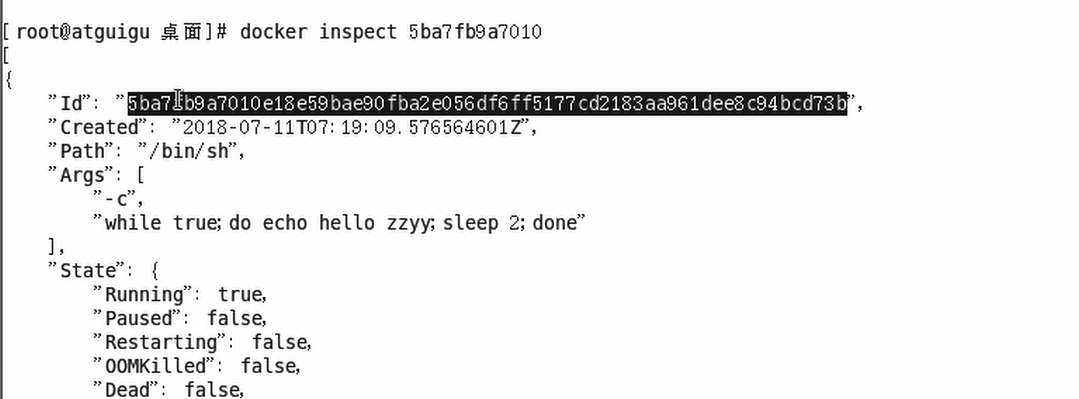 [root@atguigu 桌面]# docker inspect 5ba7fb9a7010
[
{
    "Id": "5ba7fb9a7010e18e59bae90fba2e056df6ff5177cd2183aa961dee8c94bcd73b",
    "Created": "2018-07-11T07:19:09.576564601Z",
    "Path": "/bin/sh",
    "Args": [
        "-c",
        "while true; do echo hello zzyy; sleep 2; done"
    ],
    "State": {
        "Running": true,
        "Paused": false,
        "Restarting": false,
        "OOMKilled": false,
        "Dead": false,